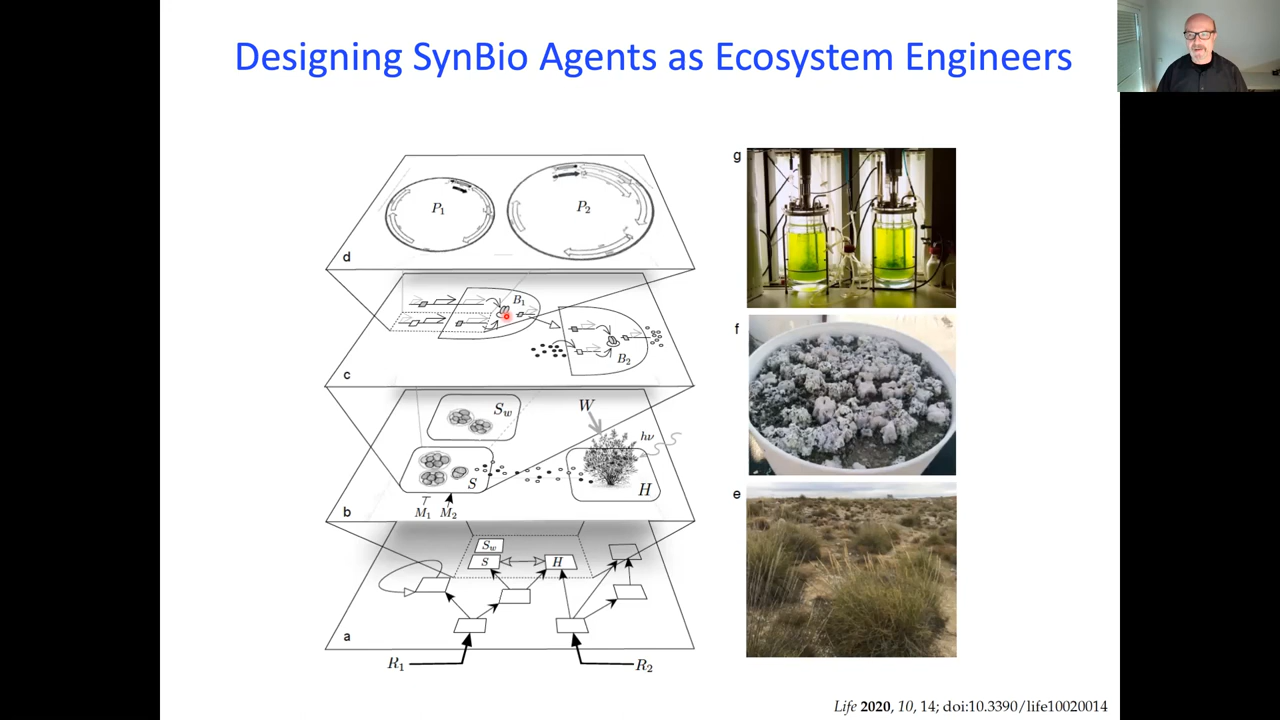 Designing SynBio Agents as Ecosystem Engineers
P1
P2
d
B1
B2
c
Sw
W
hν
S
H
M1 M2
b
Sw
S
H
a
R1
R2
g
f
e
Life 2020, 10, 14; doi:10.3390/life10020014